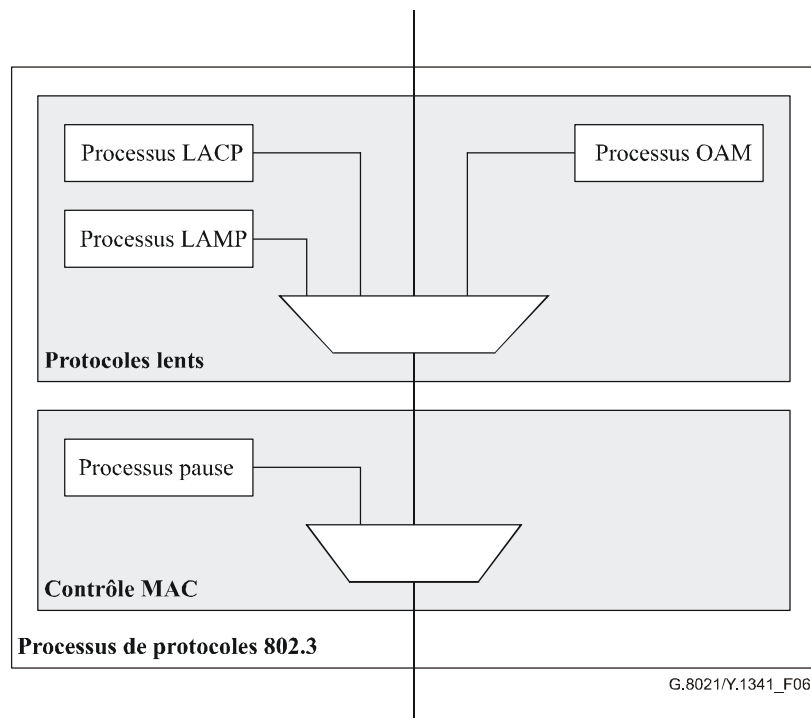 Processus LACP
Processus OAM
Processus LAMP
Protocoles lents
Processus pause
Contrôle MAC
Processus de protocoles 802.3
G.8021/Y.1341_F06